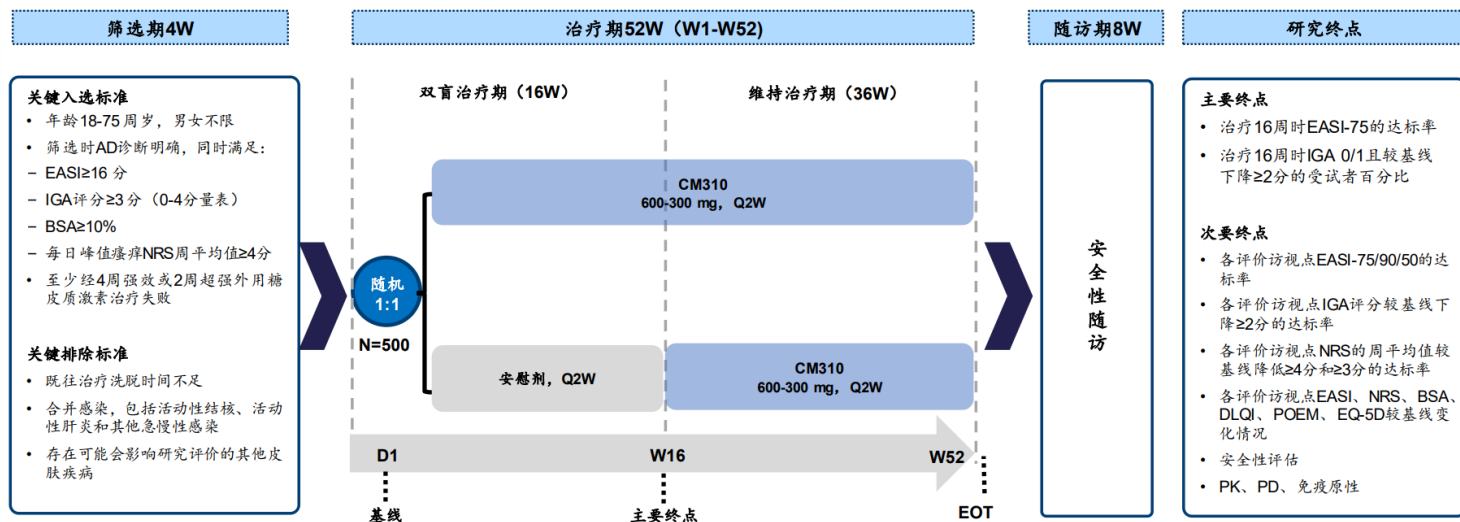 筛选期4W
治疗期52W(W1-W52)
随访期8W
研究终点
关键入选标准
• 年龄18-75周岁，男女不限
• 筛选时AD诊断明确，同时满足：
– EASI≥16 分
– IGA评分≥3分（0-4分量表）
– BSA≥10%
– 每日峰值瘙痒NRS周平均值≥4分
• 至少经4周强效或2周超强外用糖
皮质激素治疗失败
关键排除标准
• 既往治疗洗脱时间不足
• 合并感染，包括活动性结核、活动
性肝炎和其他急慢性感染
• 存在可能会影响研究评价的其他皮
肤疾病
双盲治疗期（16W）
维持治疗期（36W）
CM310
600-300 mg，Q2W
随机
1:1
N=500
安慰剂，Q2W
CM310
600-300 mg，Q2W
D1
W16
W52
基线
主要终点
EOT
安全性随访
主要终点
• 治疗16周时EASI-75的达标率
• 治疗16周时IGA 0/1且较基线
下降≥2分的受试者百分比
次要终点
• 各评价访视点EASI-75/90/50的达
标率
• 各评价访视点IGA评分较基线下
降≥2分的达标率
• 各评价访视点NRS的周平均值较
基线降低≥4分和≥3分的达标率
• 各评价访视点EASI、NRS、BSA、
DLQI、POEM、EQ-5D较基线变
化情况
• 安全性评估
• PK、PD、免疫原性